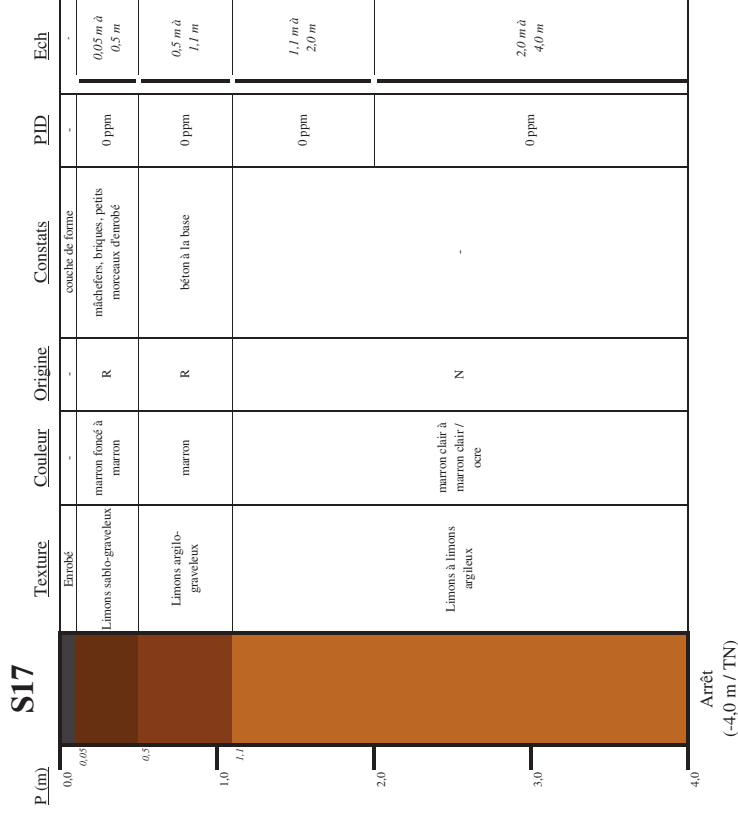 S17
P (m)
Texture
Couleur
Origine
Constats
PID
Ech
0,0
Enrobé
-
-
couche de forme
-
-
0,05
Limons sablo-graveleux
marron foncé à
marron
R
mâchefers, briques, petits
morceaux d'enrobé
0 ppm
0,05 m à
0,5 m
0,5
Limons argilo-
graveleux
marron
R
béton à la base
0 ppm
0,5 m à
1,1 m
1,0
1,1
Limons à limons
argileux
marron clair à
marron clair /
ocre
N
-
0 ppm
1,1 m à
2,0 m
2,0
0 ppm
2,0 m à
4,0 m
3,0
4,0
Arrêt
(-4,0 m / TN)